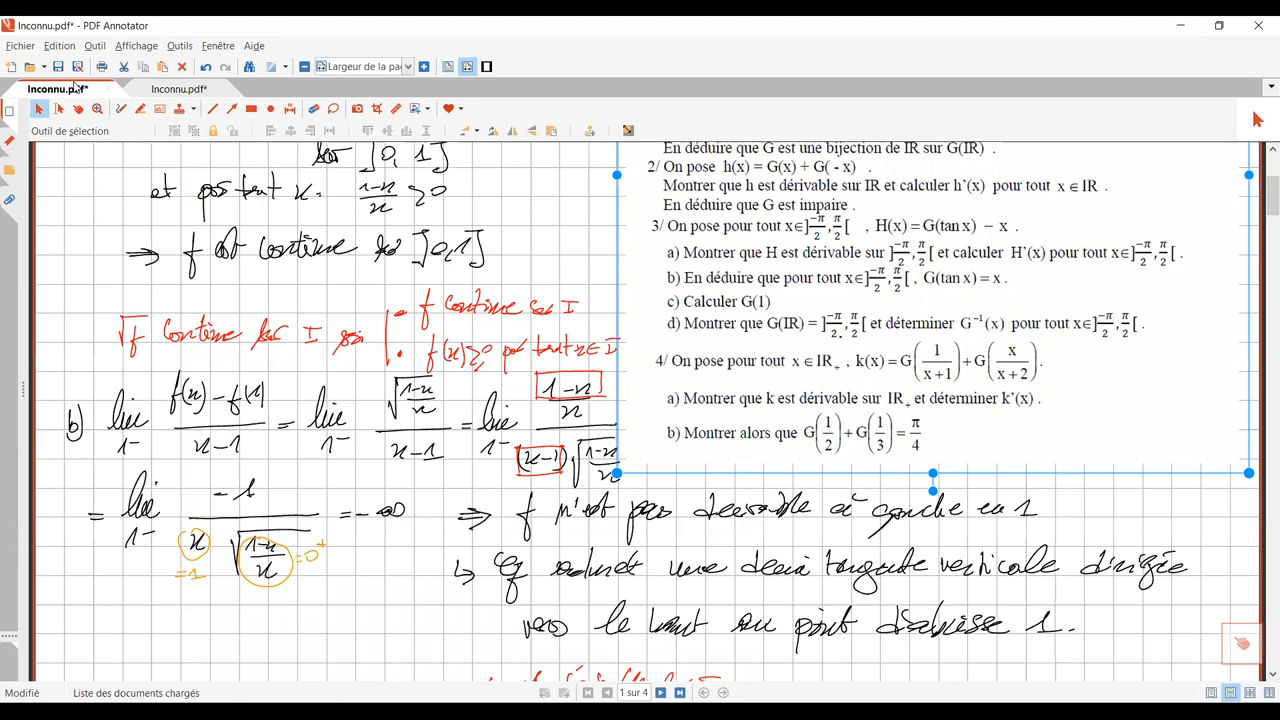 Inconnu.pdf* - PDF Annotator
Fichier Edition Outil Affichage Outils Fenêtre Aide
Largeur de la pa
Inconnu.pdf* Inconnu.pdf*
Outil de sélection
sur ]0, 1]
et pour tout x. (1-x)/x ≥0
⇒ f est continue sur ]0,1]
√f continue sur I si
• f continue sur I
• f(x) ≥0 pour tout x ∈ I
b) lim 1- (f(x) - f(1))/(x-1) = lim 1- √((1-x)/x)/(x-1) = lim 1- ((1-x)/x)/((x-1)√((1-x)/x))
= lim 1- -1/(x √((1-x)/x)) = -∞
=1 =0+
⇒ f n'est pas dérivable à gauche en 1
↳ Cf admet une demi tangente verticale dirigée
vers le haut au point d'abscisse 1.
En déduire que G est une bijection de IR sur G(IR) .
2/ On pose h(x) = G(x) + G( - x) .
Montrer que h est dérivable sur IR et calculer h'(x) pour tout x ∈ IR .
En déduire que G est impaire .
3/ On pose pour tout x∈]-π/2, π/2[ , H(x) = G(tan x) − x .
a) Montrer que H est dérivable sur ]-π/2, π/2[ et calculer H'(x) pour tout x∈]-π/2, π/2[ .
b) En déduire que pour tout x∈]-π/2, π/2[ , G(tan x) = x .
c) Calculer G(1)
d) Montrer que G(IR) = ]-π/2, π/2[ et déterminer G⁻¹(x) pour tout x∈]-π/2, π/2[ .
4/ On pose pour tout x ∈ IR₊ , k(x) = G(1/(x+1)) + G(x/(x+2)) .
a) Montrer que k est dérivable sur IR₊ et déterminer k'(x) .
b) Montrer alors que G(1/2) + G(1/3) = π/4
Modifié Liste des documents chargés 1 sur 4